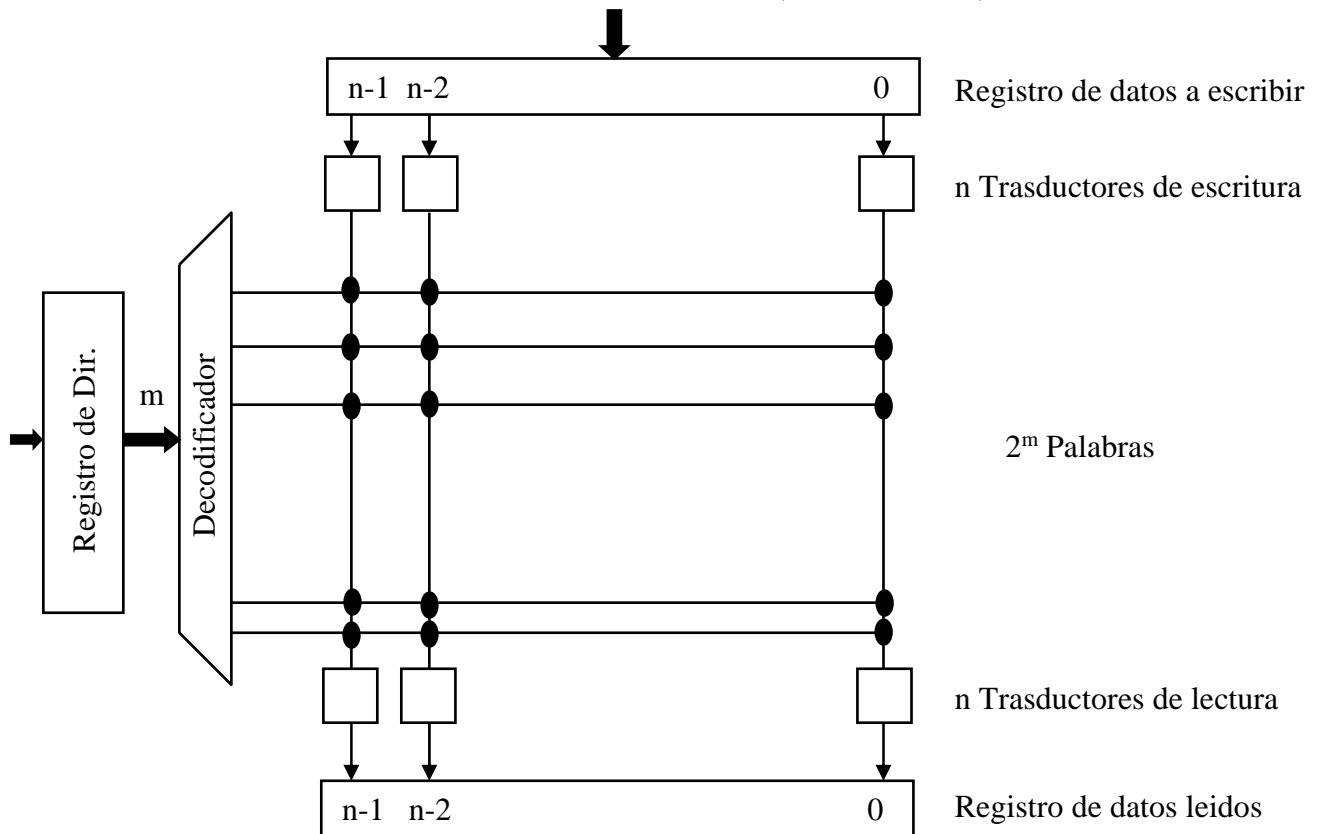 n-1 n-2 0 Registro de datos a escribir
n Trasductores de escritura
Registro de Dir.
m
Decodificador
2ᵐ Palabras
n Trasductores de lectura
n-1 n-2 0 Registro de datos leidos